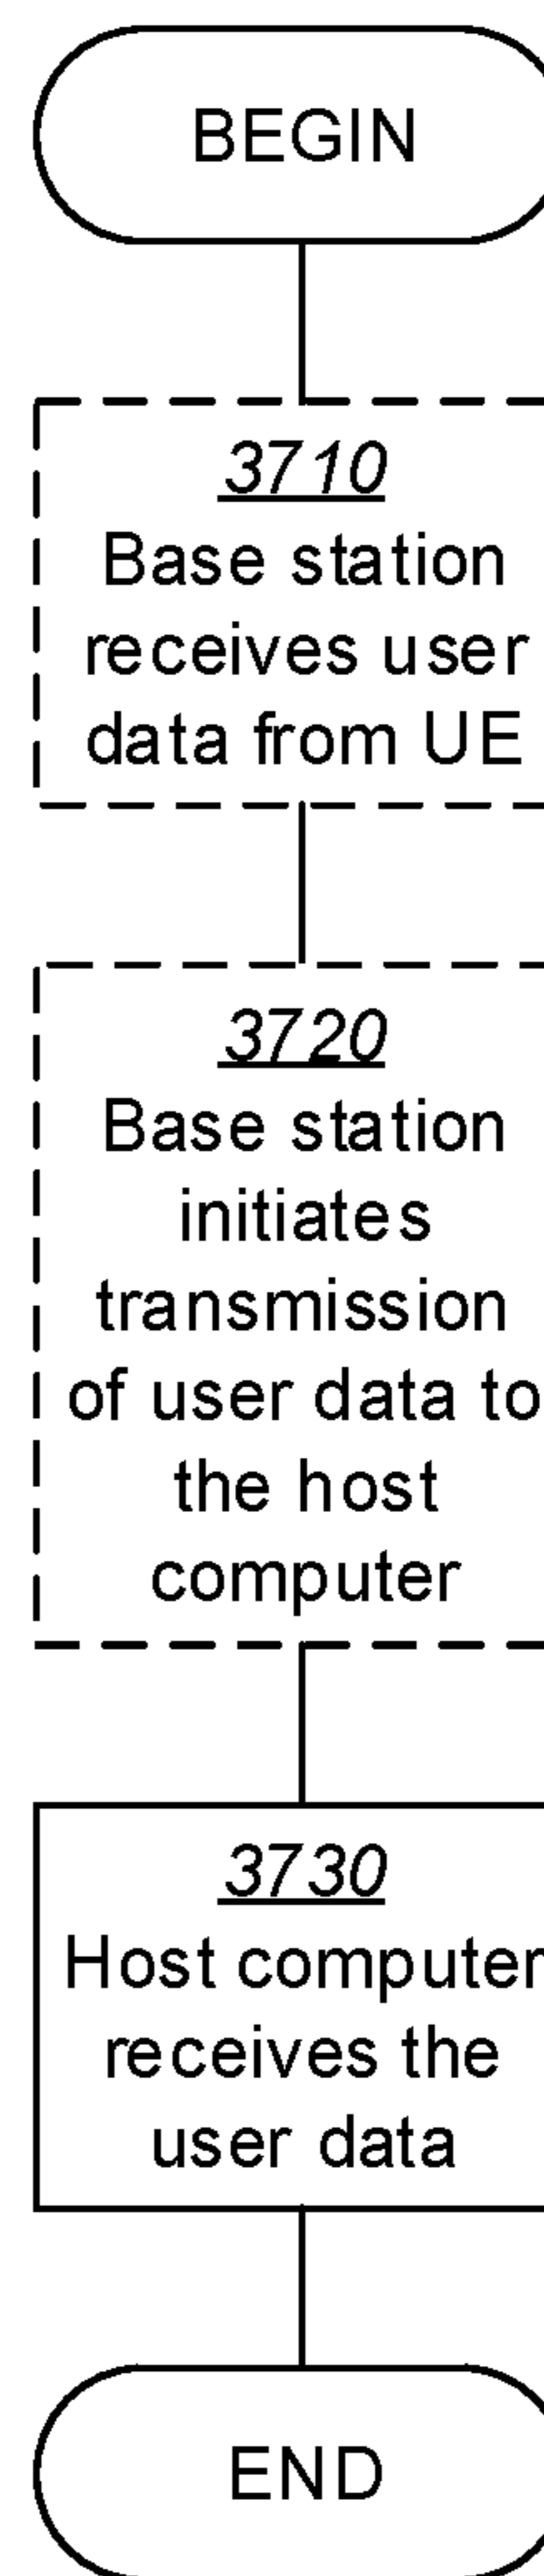 BEGIN
3710
Base station
receives user
data from UE
3720
Base station
initiates
transmission
of user data to
the host
computer
3730
Host computer
receives the
user data
END